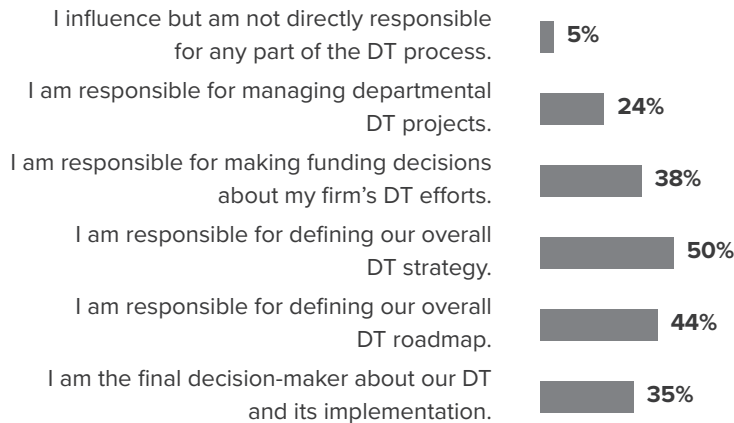 I influence but am not directly responsible
for any part of the DT process.
5%
I am responsible for managing departmental
DT projects.
24%
I am responsible for making funding decisions
about my firm’s DT efforts.
38%
I am responsible for defining our overall
DT strategy.
50%
I am responsible for defining our overall
DT roadmap.
44%
I am the final decision-maker about our DT
and its implementation.
35%